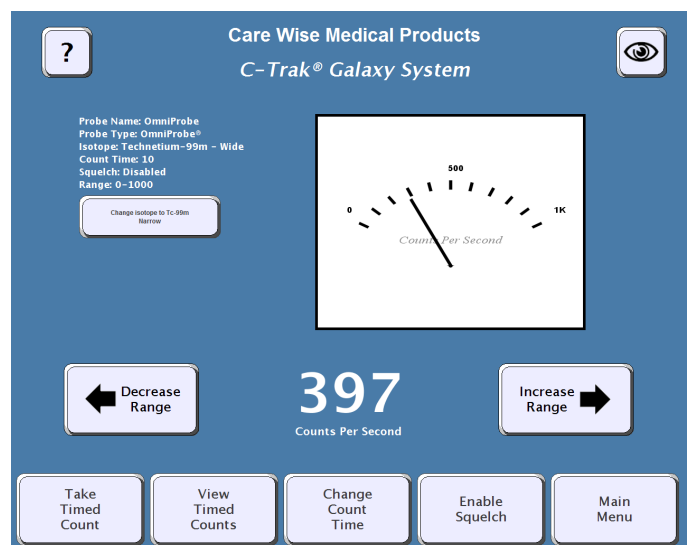 Care Wise Medical Products
?
C-Trak® Galaxy System
Probe Name: OmniProbe
Probe Type: OmniProbe®
Isotope: Technetium-99m - Wide
Count Time: 10
Squelch: Disabled
Range: 0-1000
Change isotope to Tc-99m
Narrow
500
0
1K
Counts Per Second
Decrease
Range
397
Counts Per Second
Increase
Range
Take
Timed
Count
View
Timed
Counts
Change
Count
Time
Enable
Squelch
Main
Menu